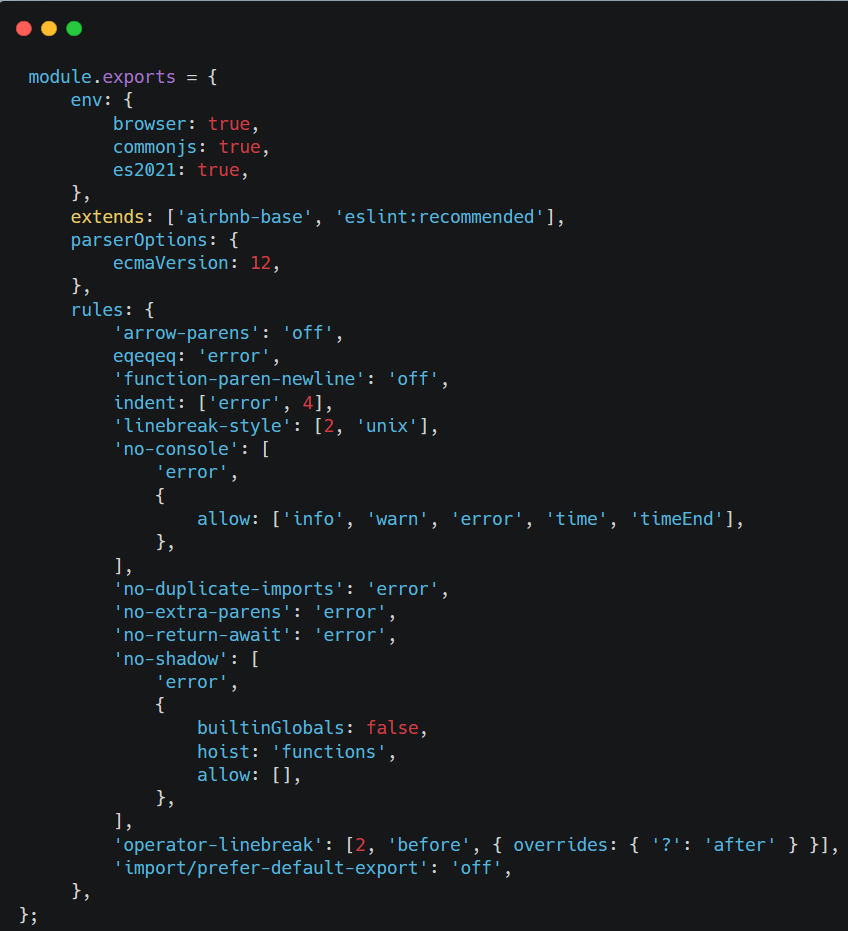 module.exports = {
    env: {
        browser: true,
        commonjs: true,
        es2021: true,
    },
    extends: ['airbnb-base', 'eslint:recommended'],
    parserOptions: {
        ecmaVersion: 12,
    },
    rules: {
        'arrow-parens': 'off',
        eqeqeq: 'error',
        'function-paren-newline': 'off',
        indent: ['error', 4],
        'linebreak-style': [2, 'unix'],
        'no-console': [
            'error',
            {
                allow: ['info', 'warn', 'error', 'time', 'timeEnd'],
            },
        ],
        'no-duplicate-imports': 'error',
        'no-extra-parens': 'error',
        'no-return-await': 'error',
        'no-shadow': [
            'error',
            {
                builtinGlobals: false,
                hoist: 'functions',
                allow: [],
            },
        ],
        'operator-linebreak': [2, 'before', { overrides: { '?': 'after' } }],
        'import/prefer-default-export': 'off',
    },
};